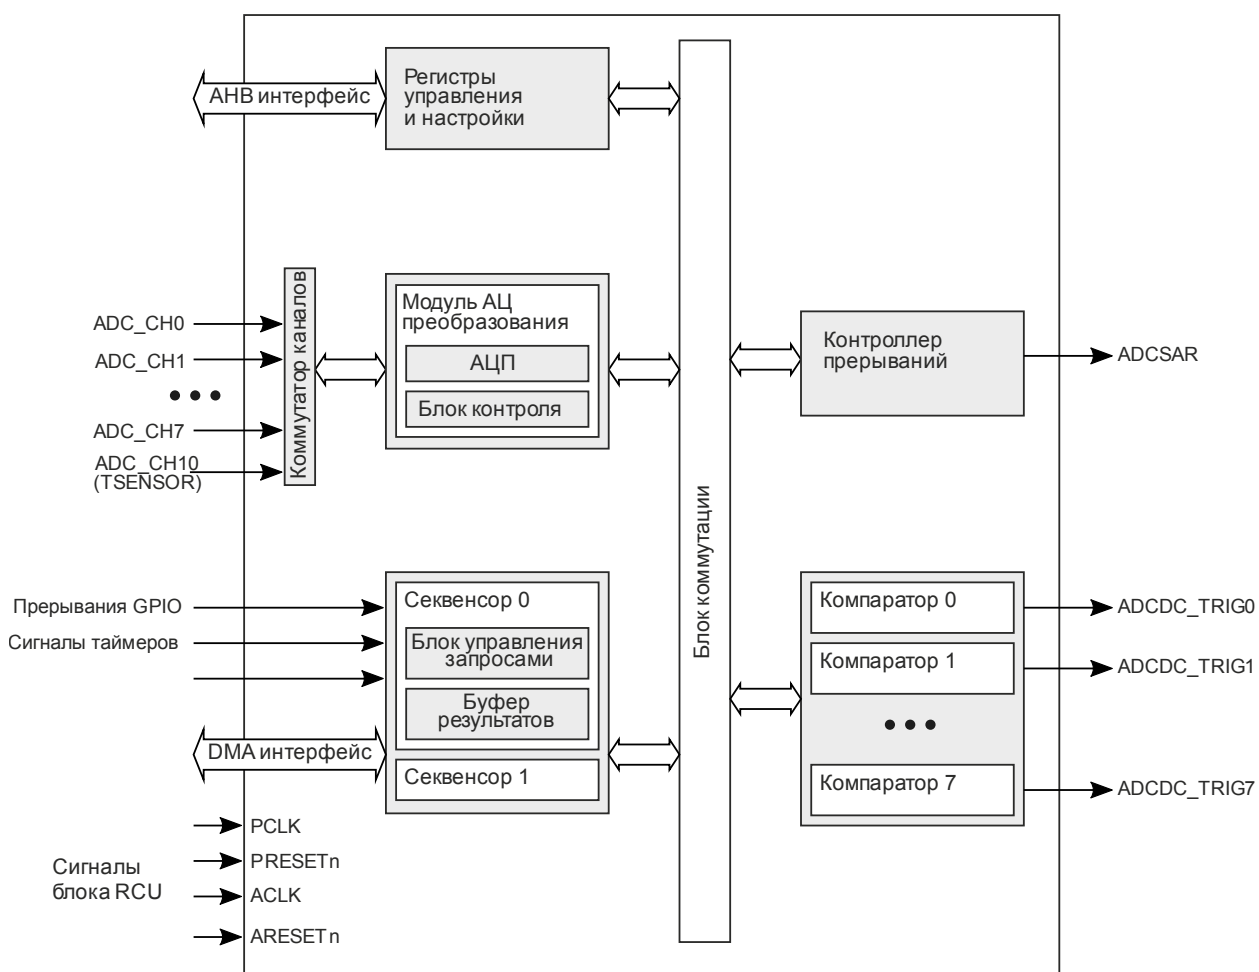 AHB интерфейс
Регистры
управления
и настройки
ADC_CH0
ADC_CH1
ADC_CH7
ADC_CH10
(TSENSOR)
Коммутатор каналов
Модуль АЦ
преобразования
АЦП
Блок контроля
Блок коммутации
Контроллер
прерываний
ADCSAR
Прерывания GPIO
Сигналы таймеров
DMA интерфейс
Секвенсор 0
Блок управления
запросами
Буфер
результатов
Секвенсор 1
Компаратор 0
Компаратор 1
Компаратор 7
ADCDC_TRIG0
ADCDC_TRIG1
ADCDC_TRIG7
Сигналы
блока RCU
PCLK
PRESETn
ACLK
ARESETn